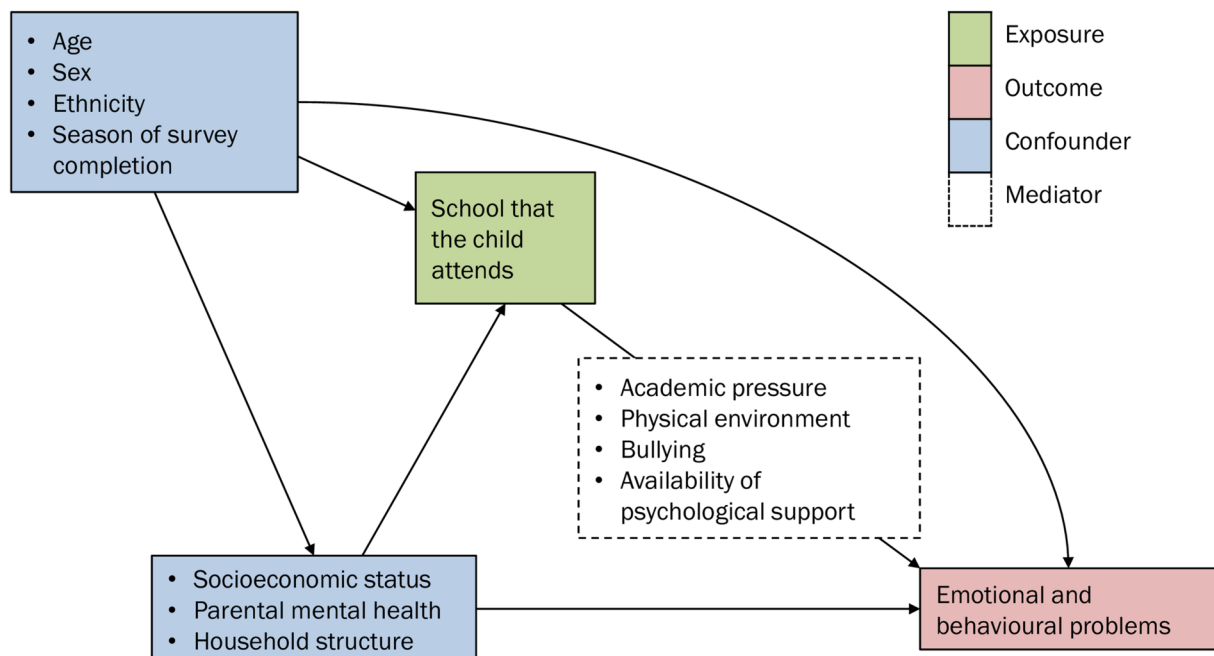 • Age
• Sex
• Ethnicity
• Season of survey
completion
Exposure
Outcome
Confounder
Mediator
School that
the child
attends
• Academic pressure
• Physical environment
• Bullying
• Availability of
psychological support
• Socioeconomic status
• Parental mental health
• Household structure
Emotional and
behavioural problems